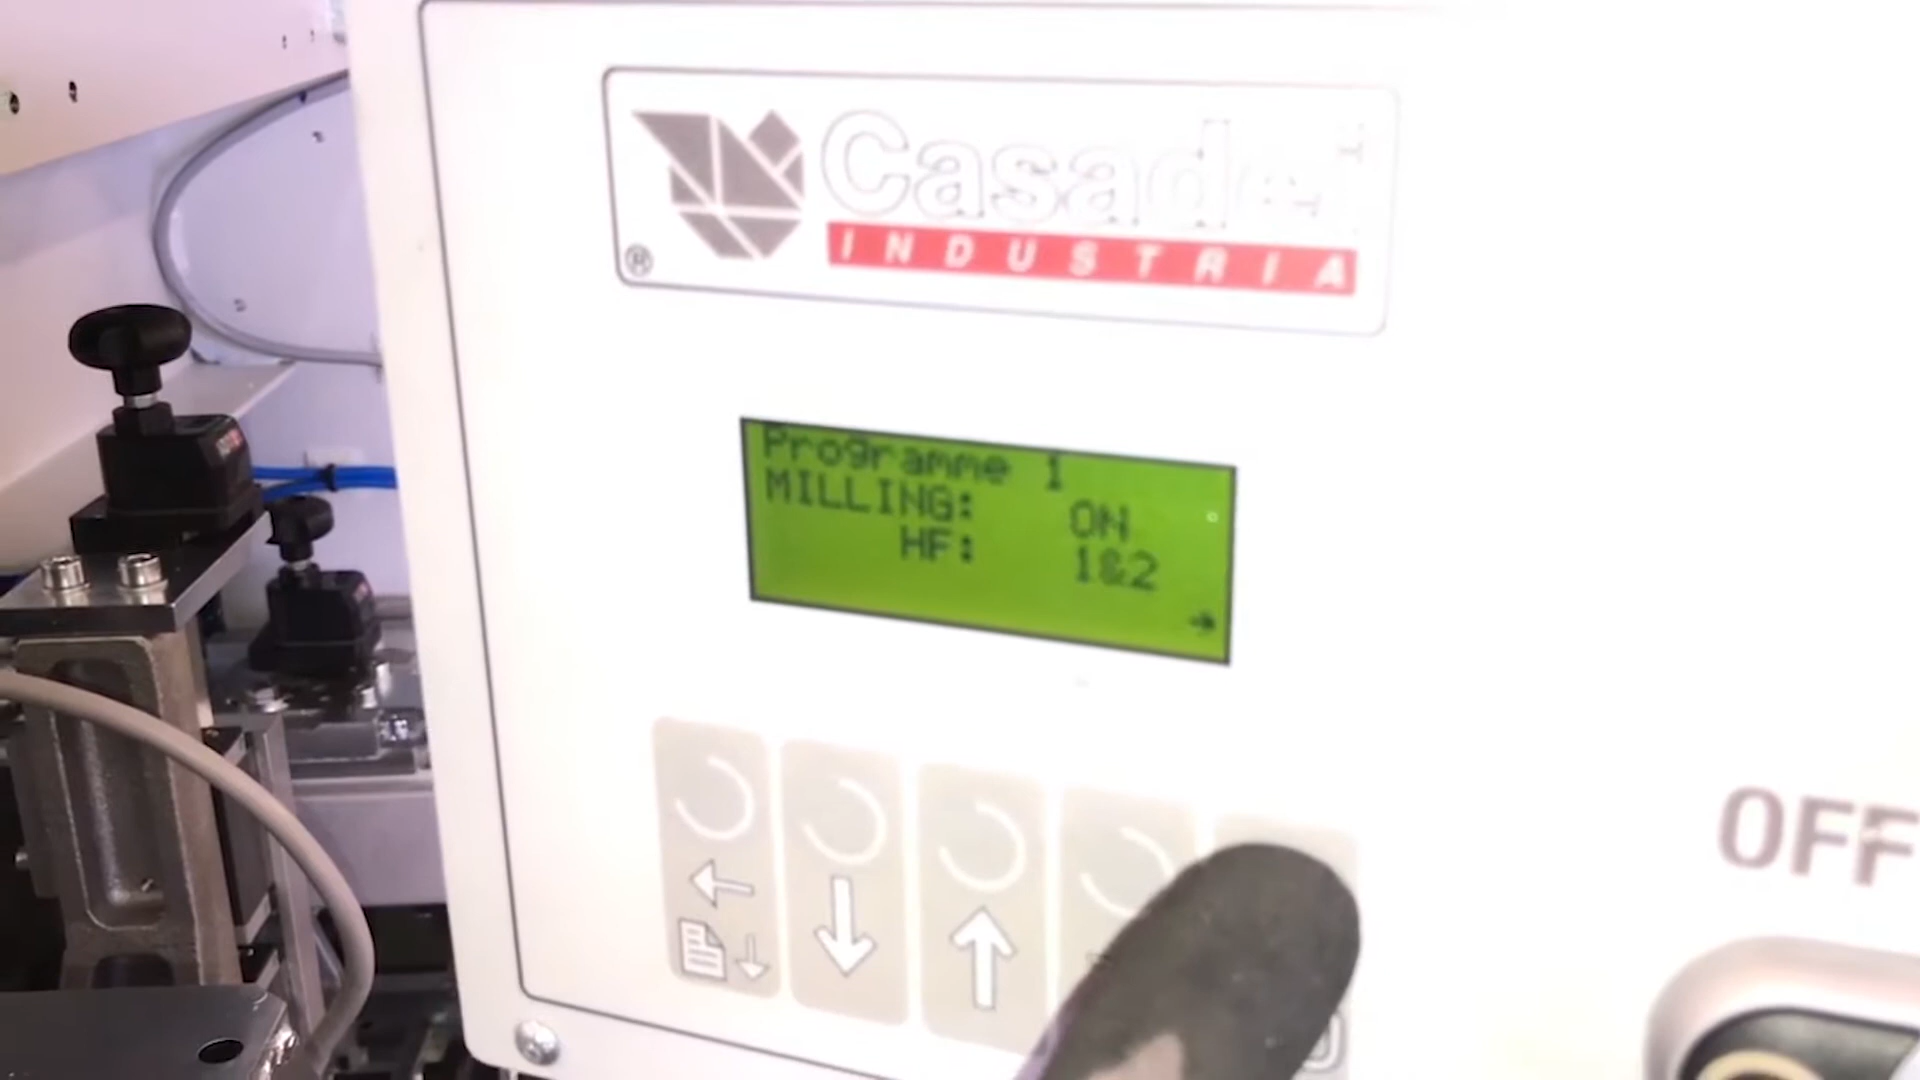 Casadei
®
INDUSTRIA
Programme 1
MILLING: ON
HF: 1&2
→
OFF